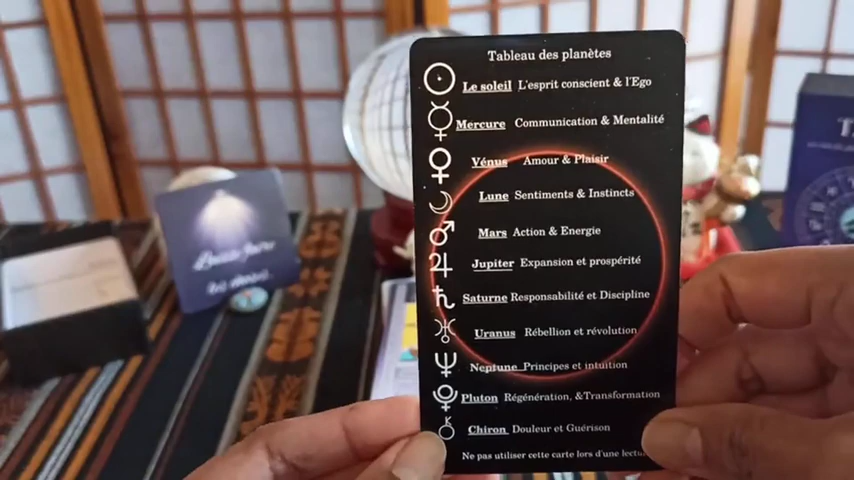 Tableau des planètes
Le soleil L'esprit conscient & l'Ego
Mercure Communication & Mentalité
Vénus Amour & Plaisir
Lune Sentiments & Instincts
Mars Action & Energie
Jupiter Expansion et prospérité
Saturne Responsabilité et Discipline
Uranus Rébellion et révolution
Neptune Principes et intuition
Pluton Régénération, &Transformation
Chiron Douleur et Guérison
Ne pas utiliser cette carte lors d'une